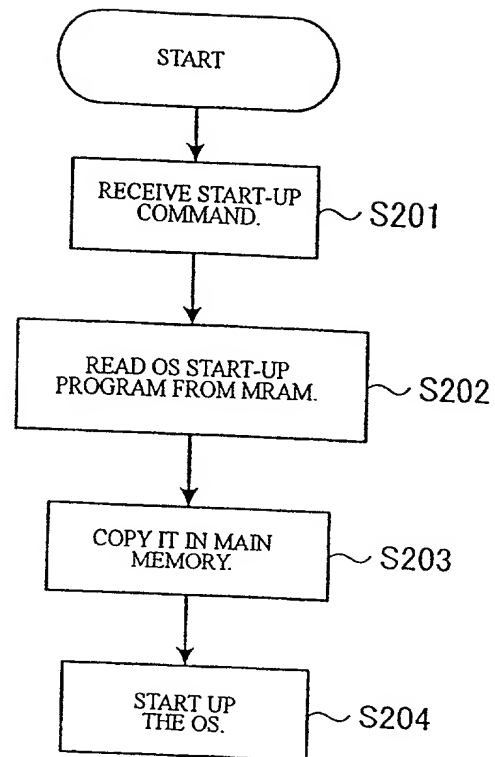 START
RECEIVE START-UP
COMMAND.
S201
READ OS START-UP
PROGRAM FROM MRAM.
S202
COPY IT IN MAIN
MEMORY.
S203
START UP
THE OS.
S204